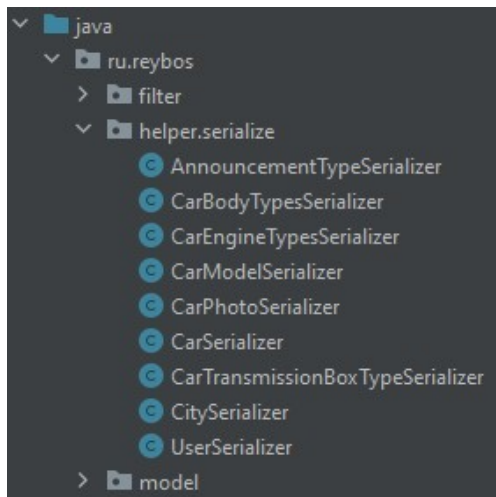 java
ru.reybos
filter
helper.serialize
AnnouncementTypeSerializer
CarBodyTypesSerializer
CarEngineTypesSerializer
CarModelSerializer
CarPhotoSerializer
CarSerializer
CarTransmissionBoxTypeSerializer
CitySerializer
UserSerializer
model